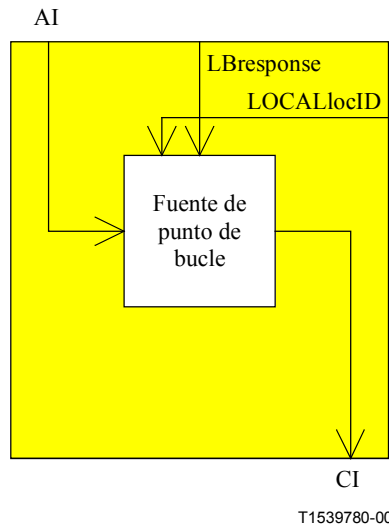 AI
LBresponse
LOCALlocID
Fuente de
punto de
bucle
CI
T1539780-00